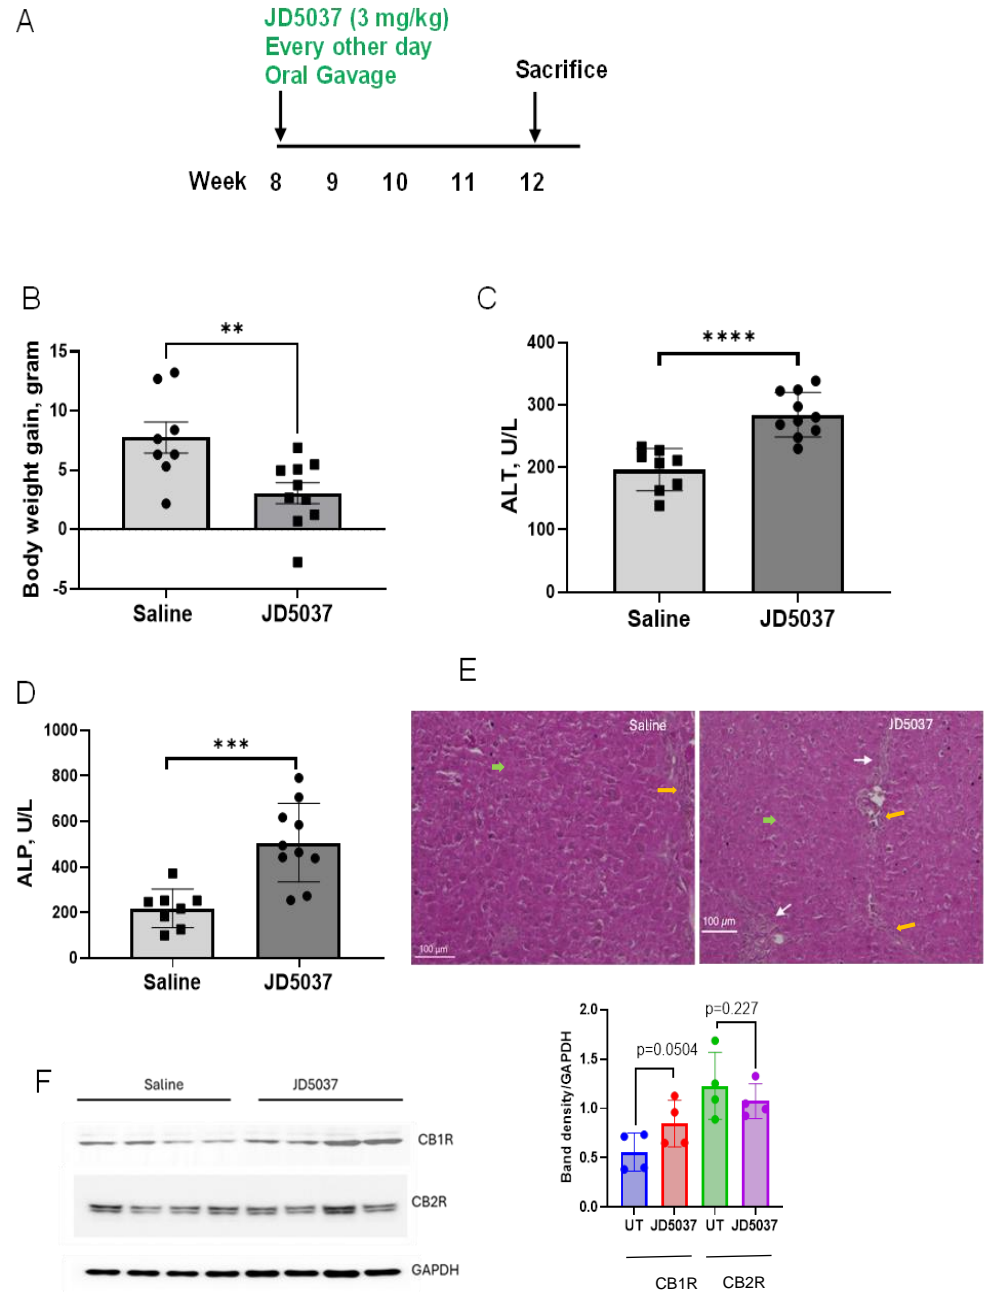 A
JD5037 (3 mg/kg)
Every other day
Oral Gavage
Sacrifice
Week 8 9 10 11 12
B
**
Body weight gain, gram
15
10
5
0
-5
Saline JD5037
C
****
ALT, U/L
400
300
200
100
0
Saline JD5037
D
***
ALP, U/L
1000
800
600
400
200
0
Saline JD5037
E
Saline
100 µm
JD5037
100 µm
F
Saline JD5037
CB1R
CB2R
GAPDH
Band density/GAPDH
2.0
1.5
1.0
0.5
0.0
p=0.0504
p=0.227
UT JD5037 UT JD5037
CB1R CB2R